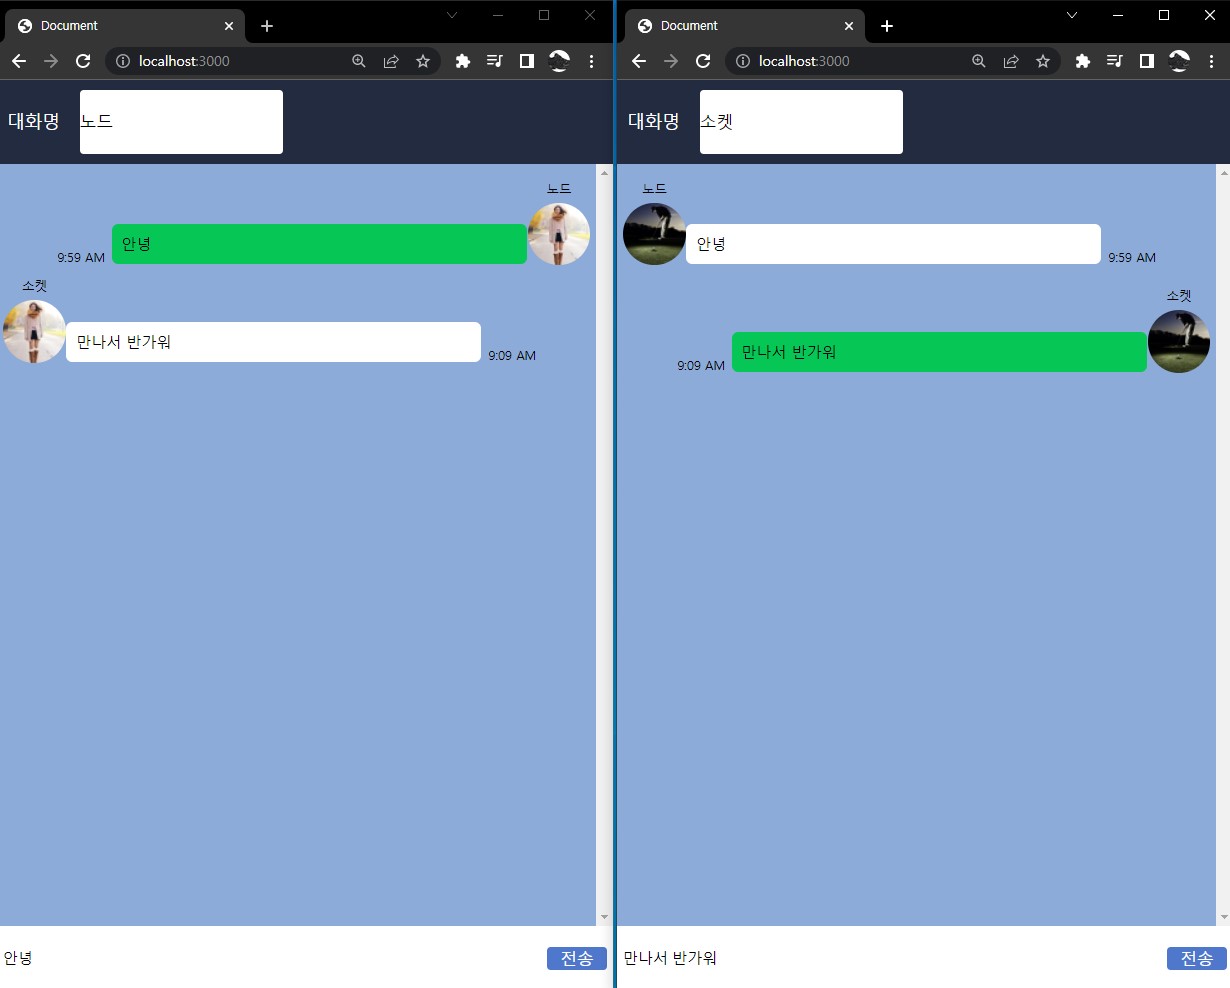 Document
localhost:3000
대화명
노드
노드
안녕
9:59 AM
소켓
만나서 반가워
9:09 AM
안녕
전송
Document
localhost:3000
대화명
소켓
노드
안녕
9:59 AM
소켓
만나서 반가워
9:09 AM
만나서 반가워
전송